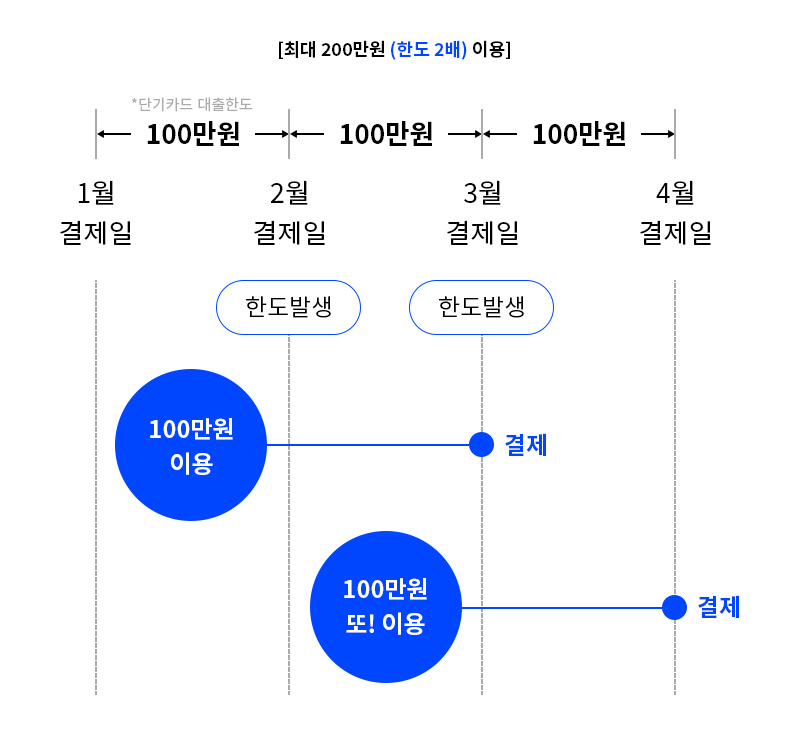 [최대 200만원 (한도 2배) 이용]
*단기카드 대출한도
100만원 100만원 100만원
1월 2월 3월 4월
결제일 결제일 결제일 결제일
한도발생 한도발생
100만원
이용
결제
100만원
또! 이용
결제